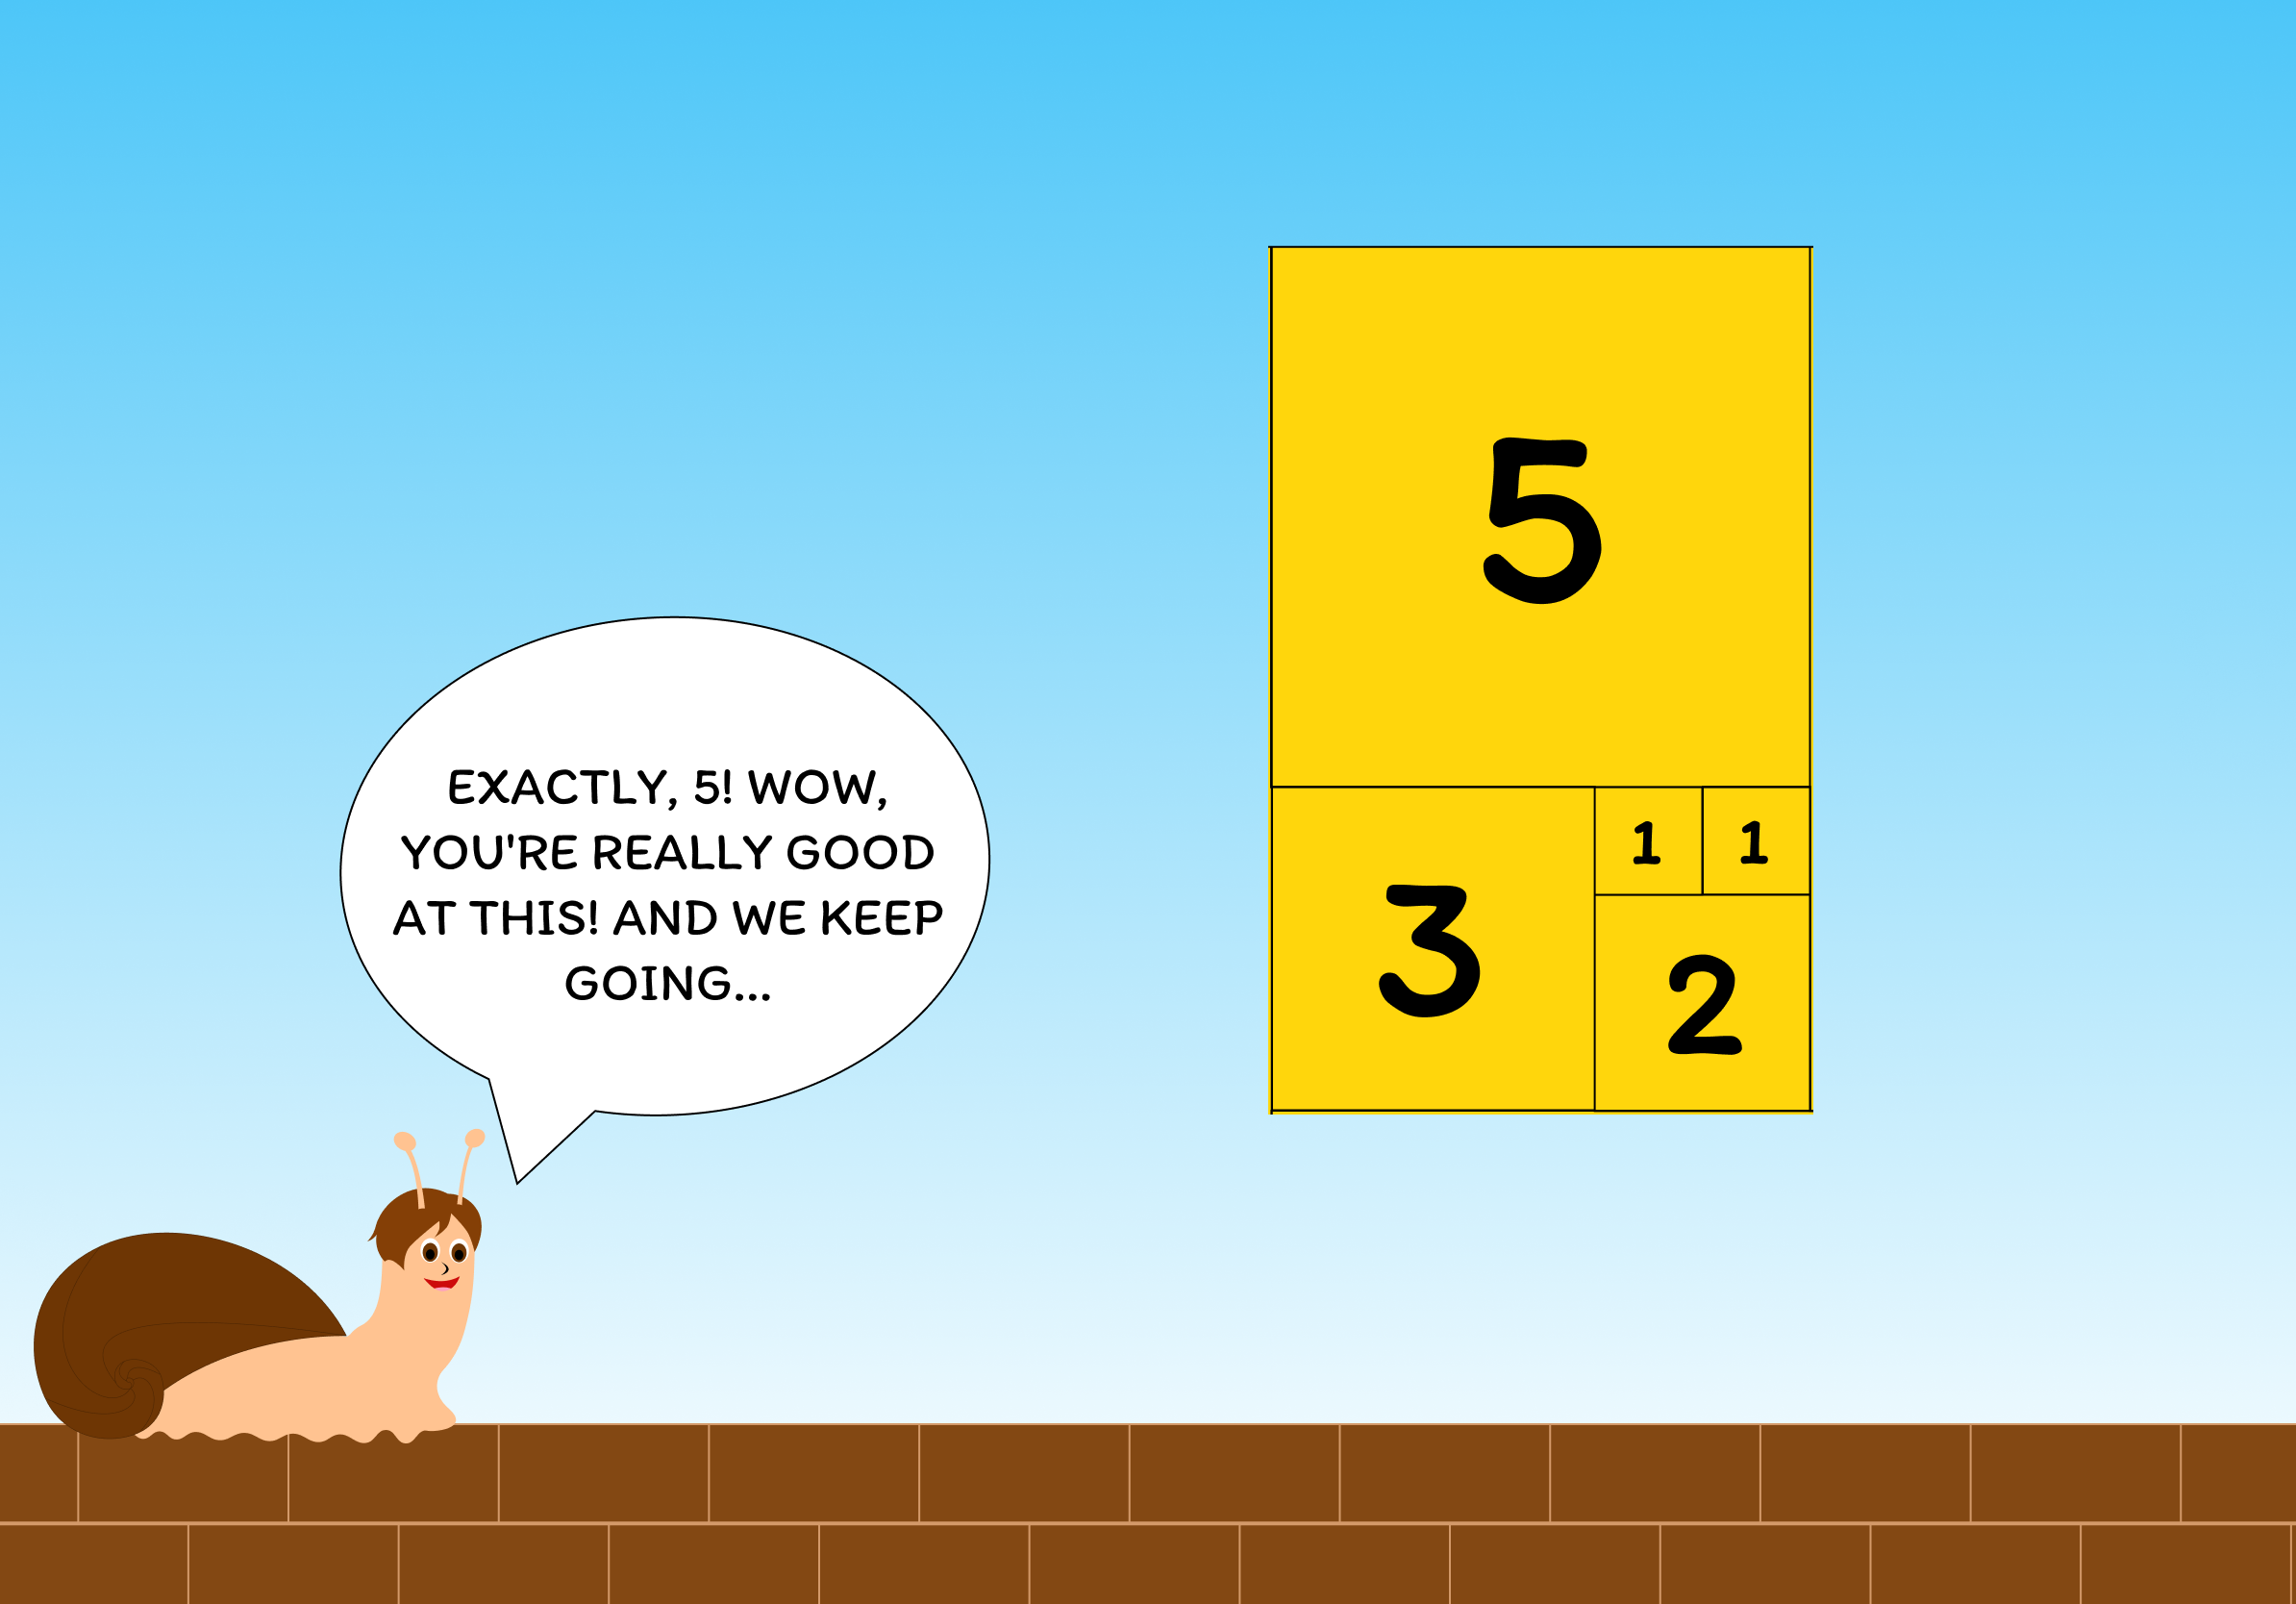 EXACTLY, 5! WOW,
YOU'RE REALLY GOOD
AT THIS! AND WE KEEP
GOING...
5
1 1
3
2